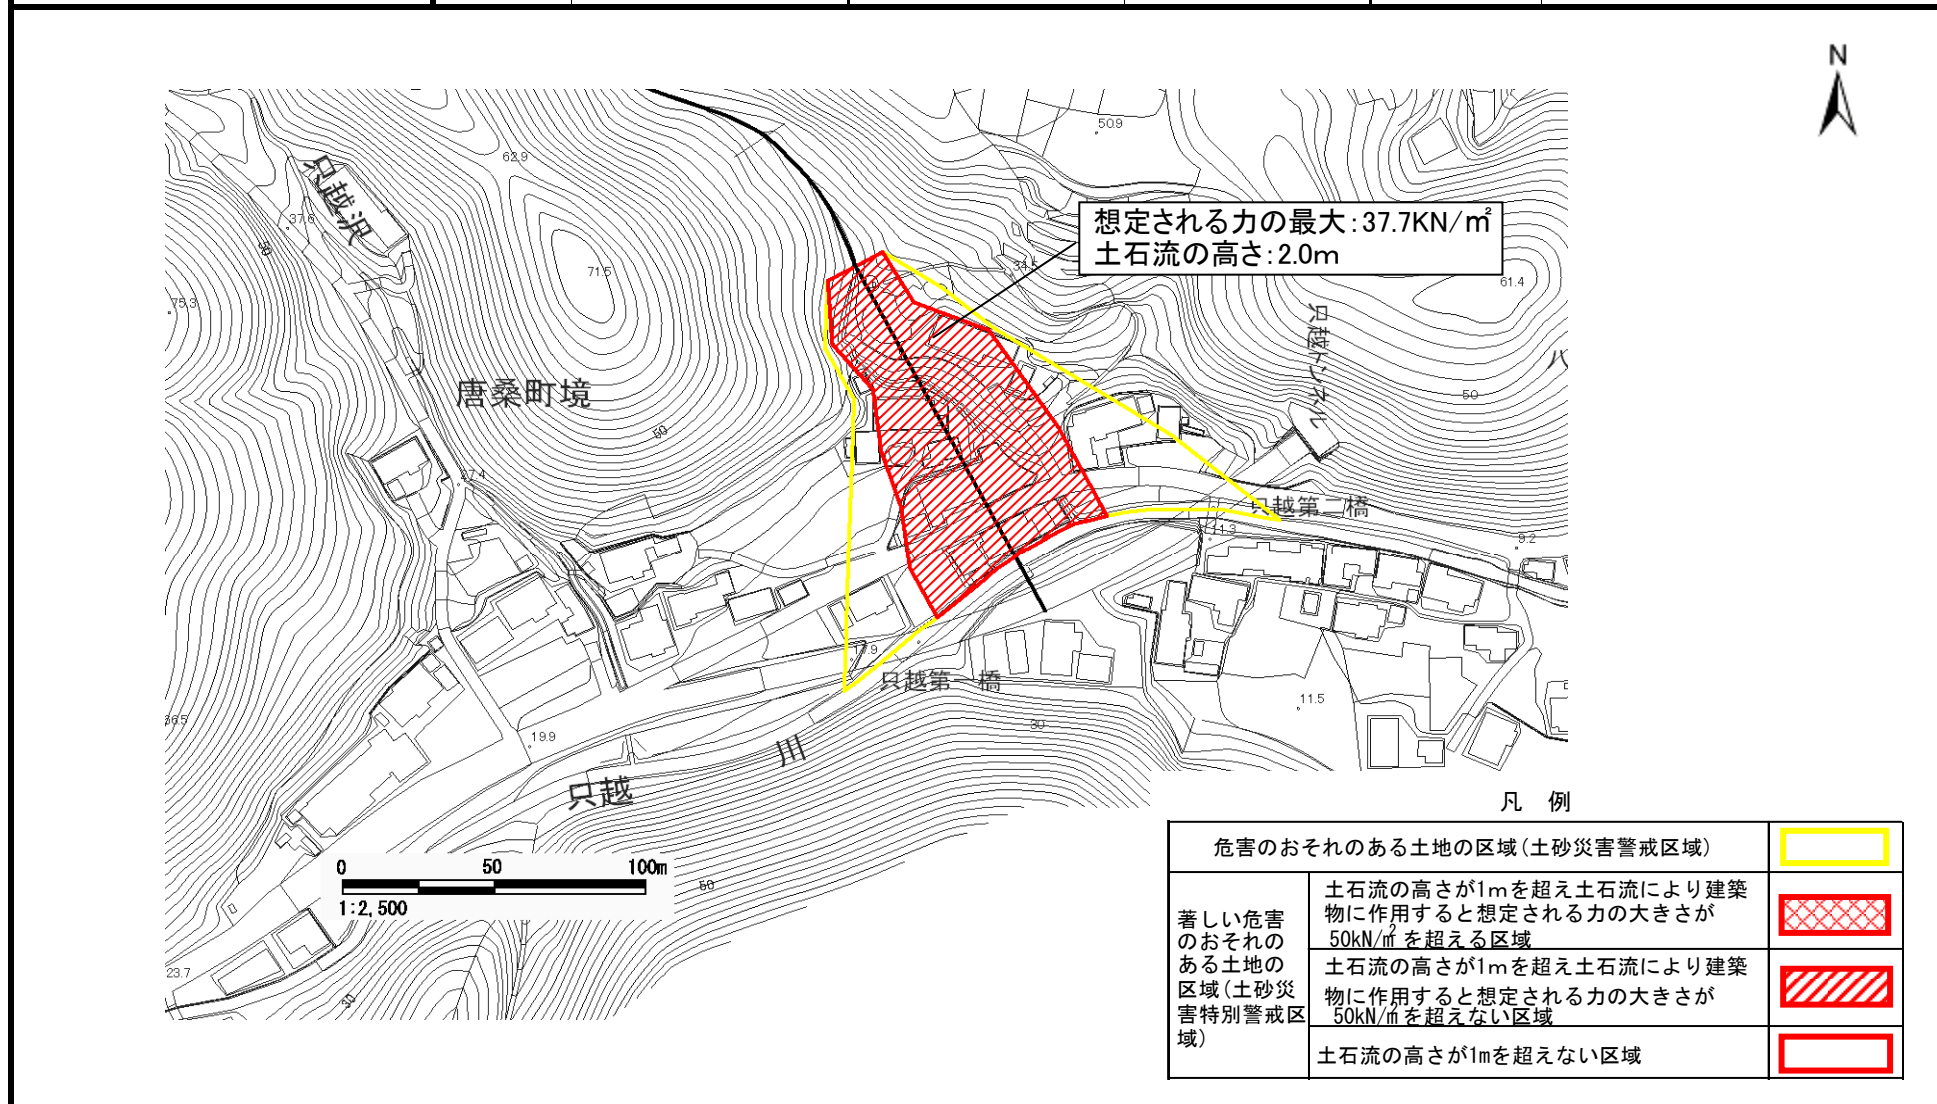 N
50.9
62.9
只越沢
37.6
50
想定される力の最大:37.7KN/㎡
土石流の高さ:2.0m
34.5
71.5
61.4
75.3
只越トンネル
八
唐桑町境
50
50
27.4
只越第二橋
11.3
9.2
17.9
只越第一橋
11.5
36.5
30
19.9
川
只越
凡 例
0 50 100m
1:2,500
50
23.7
30
危害のおそれのある土地の区域(土砂災害警戒区域)
著しい危害
のおそれの
ある土地の
区域(土砂災
害特別警戒区
域)
土石流の高さが1mを超え土石流により建築
物に作用すると想定される力の大きさが
50kN/㎡を超える区域
土石流の高さが1mを超え土石流により建築
物に作用すると想定される力の大きさが
50kN/㎡を超えない区域
土石流の高さが1mを超えない区域